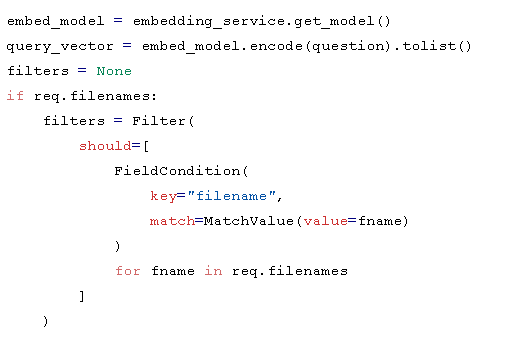 embed_model = embedding_service.get_model()
query_vector = embed_model.encode(question).tolist()
filters = None
if req.filenames:
    filters = Filter(
        should=[
            FieldCondition(
                key="filename",
                match=MatchValue(value=fname)
            )
            for fname in req.filenames
        ]
    )